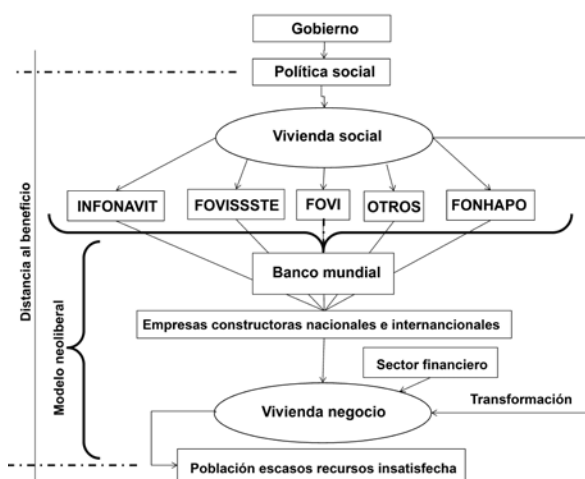 Gobierno
Política social
Vivienda social
INFONAVIT
FOVISSSTE
FOVI
OTROS
FONHAPO
Banco mundial
Empresas constructoras nacionales e internancionales
Sector financiero
Transformación
Vivienda negocio
Población escasos recursos insatisfecha
Distancia al beneficio
Modelo neoliberal